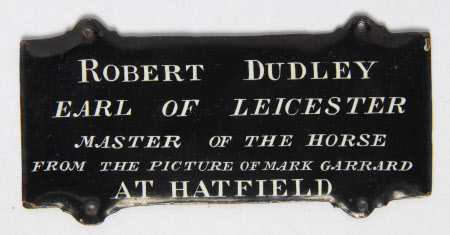 ROBERT DUDLEY
EARL OF LEICESTER
MASTER OF THE HORSE
FROM THE PICTURE OF MARK GARRARD
AT HATFIELD